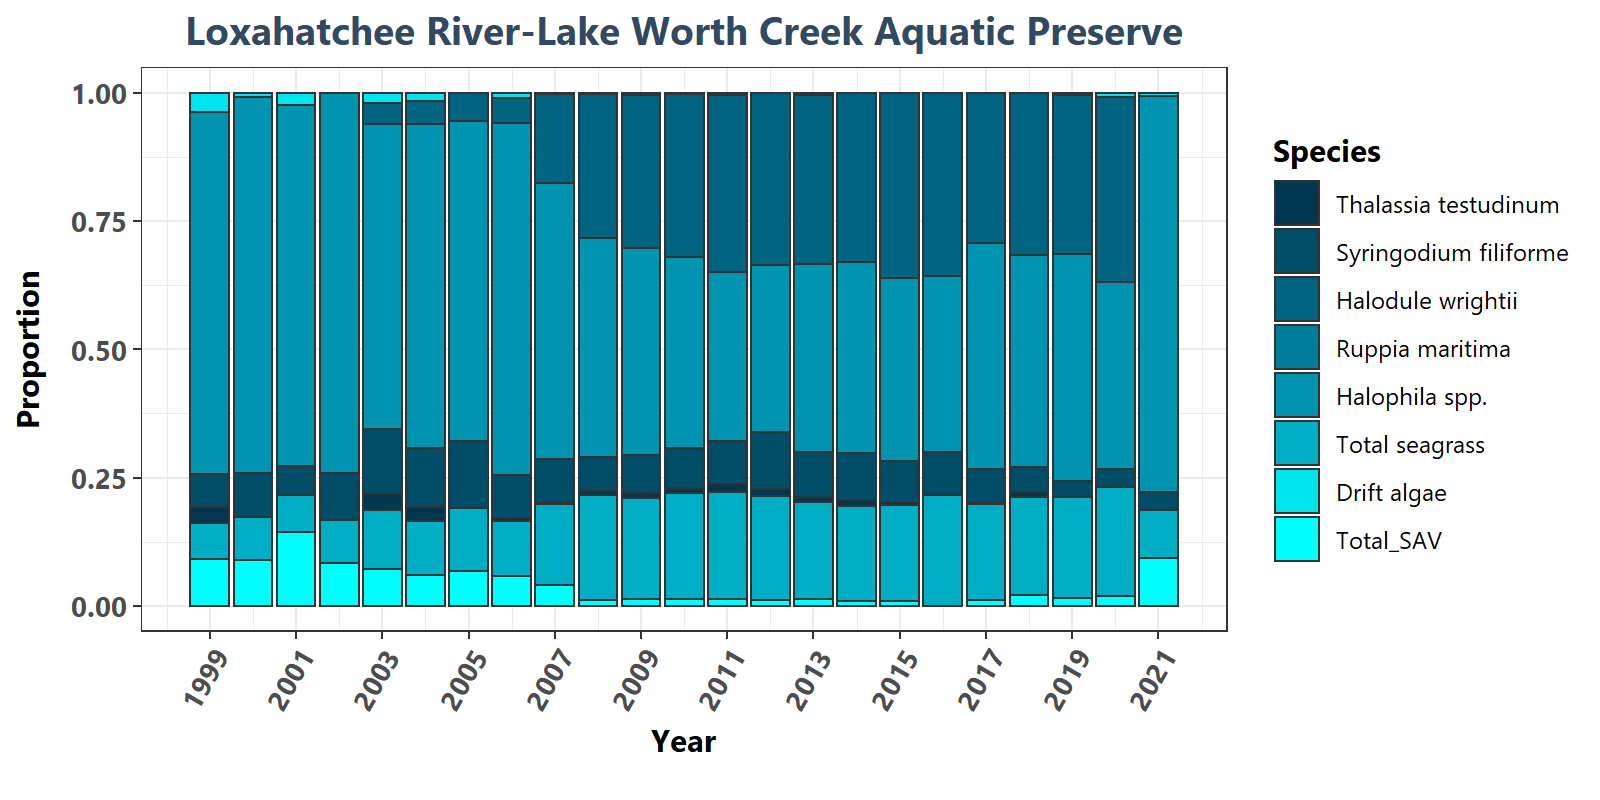 Loxahatchee River-Lake Worth Creek Aquatic Preserve
Proportion
1.00
0.75
0.50
0.25
0.00
1999
2001
2003
2005
2007
2009
2011
2013
2015
2017
2019
2021
Year
Species
Thalassia testudinum
Syringodium filiforme
Halodule wrightii
Ruppia maritima
Halophila spp.
Total seagrass
Drift algae
Total_SAV